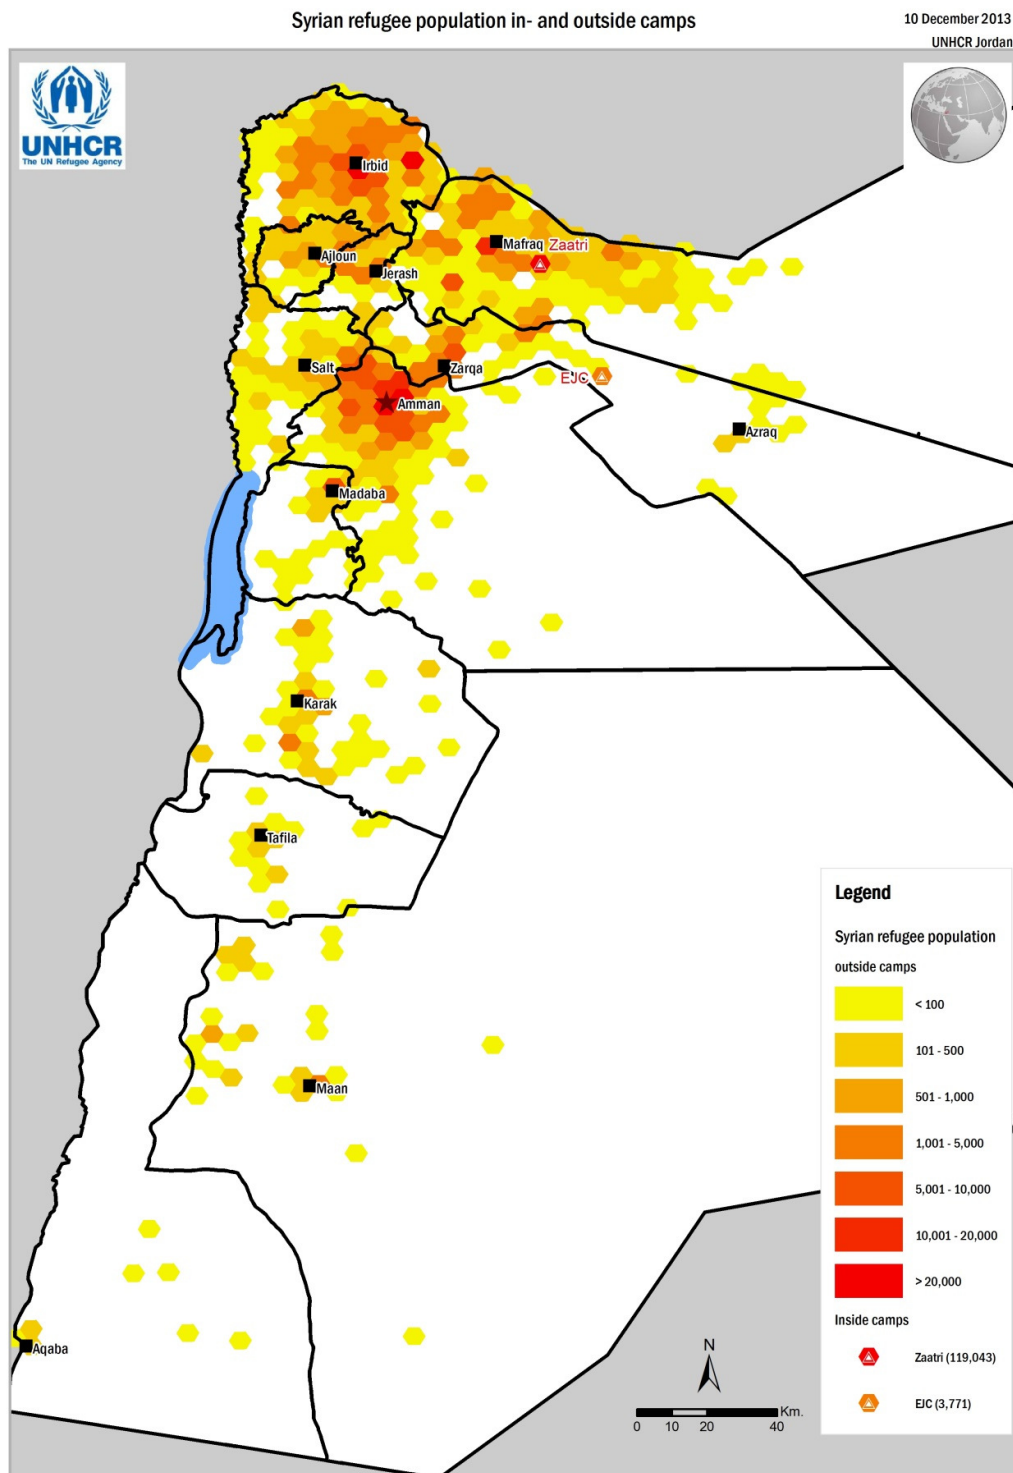 Syrian refugee population in- and outside camps
10 December 2013
UNHCR Jordan
UNHCR
The UN Refugee Agency
Irbid
Mafraq
Zaatri
Ajloun
Jerash
Salt
Zarqa
EJC
Amman
Azraq
Madaba
Karak
Tafila
Maan
Aqaba
Legend
Syrian refugee population
outside camps
< 100
101 - 500
501 - 1,000
1,001 - 5,000
5,001 - 10,000
10,001 - 20,000
> 20,000
Inside camps
Zaatri (119,043)
EJC (3,771)
N
Km.
0 10 20 40